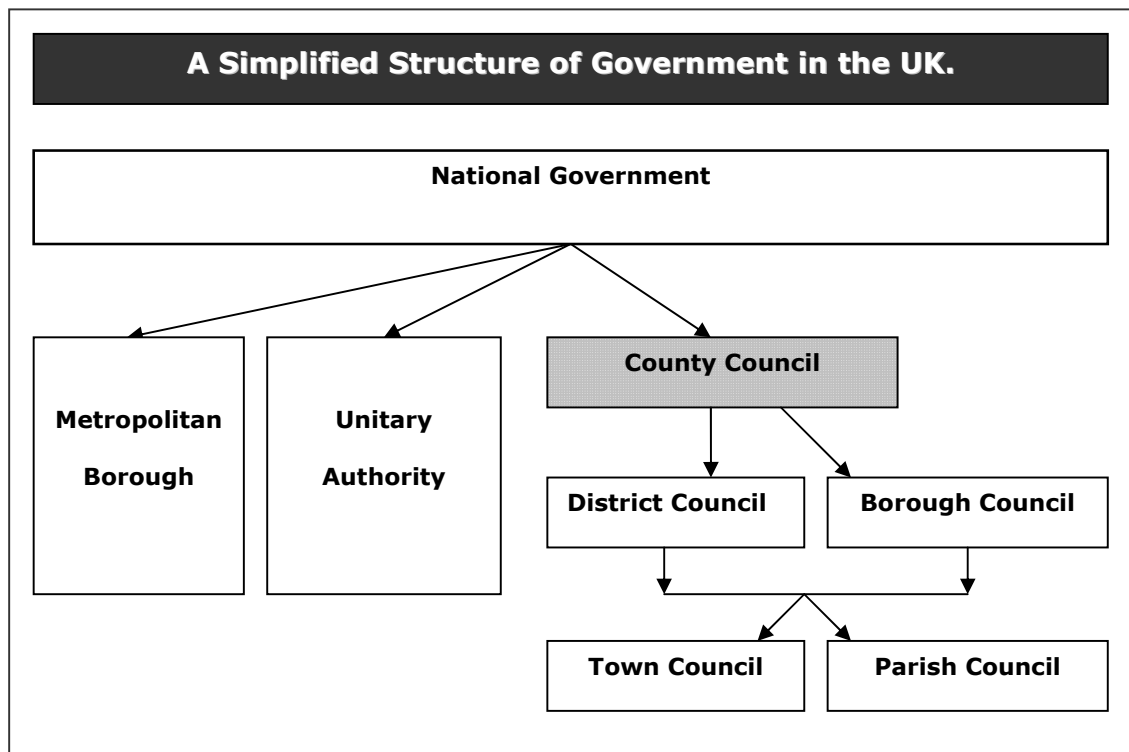 A Simplified Structure of Government in the UK.
National Government
Metropolitan
Borough
Unitary
Authority
County Council
District Council
Borough Council
Town Council
Parish Council